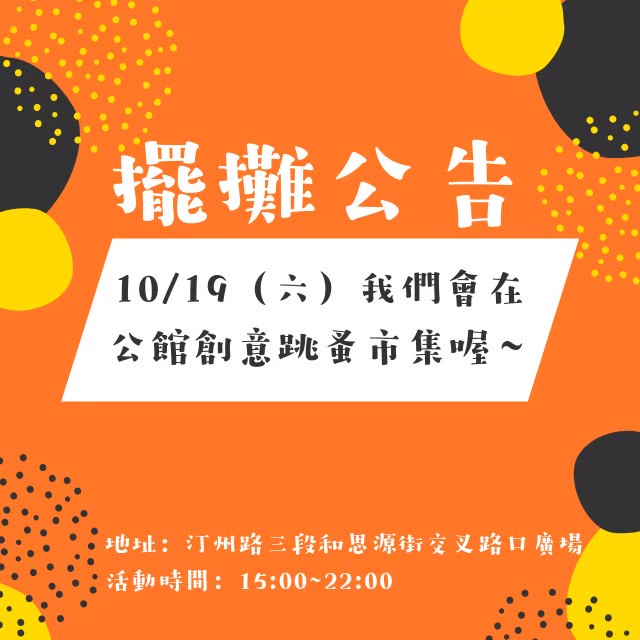 擺攤公告
10/19（六）我們會在
公館創意跳蚤市集喔~
地址：汀州路三段和思源街交叉路口廣場
活動時間：15:00~22:00